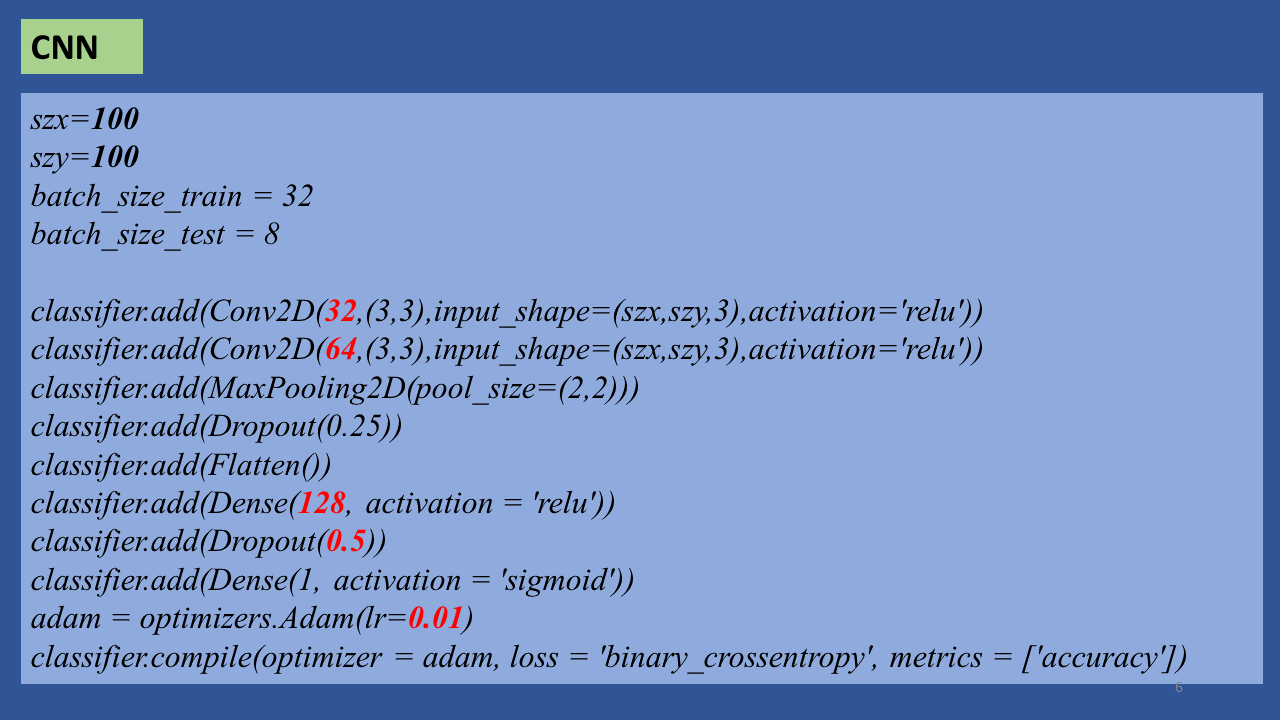 CNN
szx=100
szy=100
batch_size_train = 32
batch_size_test = 8
classifier.add(Conv2D(32,(3,3),input_shape=(szx,szy,3),activation='relu'))
classifier.add(Conv2D(64,(3,3),input_shape=(szx,szy,3),activation='relu'))
classifier.add(MaxPooling2D(pool_size=(2,2)))
classifier.add(Dropout(0.25))
classifier.add(Flatten())
classifier.add(Dense(128, activation = 'relu'))
classifier.add(Dropout(0.5))
classifier.add(Dense(1, activation = 'sigmoid'))
adam = optimizers.Adam(lr=0.01)
classifier.compile(optimizer = adam, loss = 'binary_crossentropy', metrics = ['accuracy'])
6